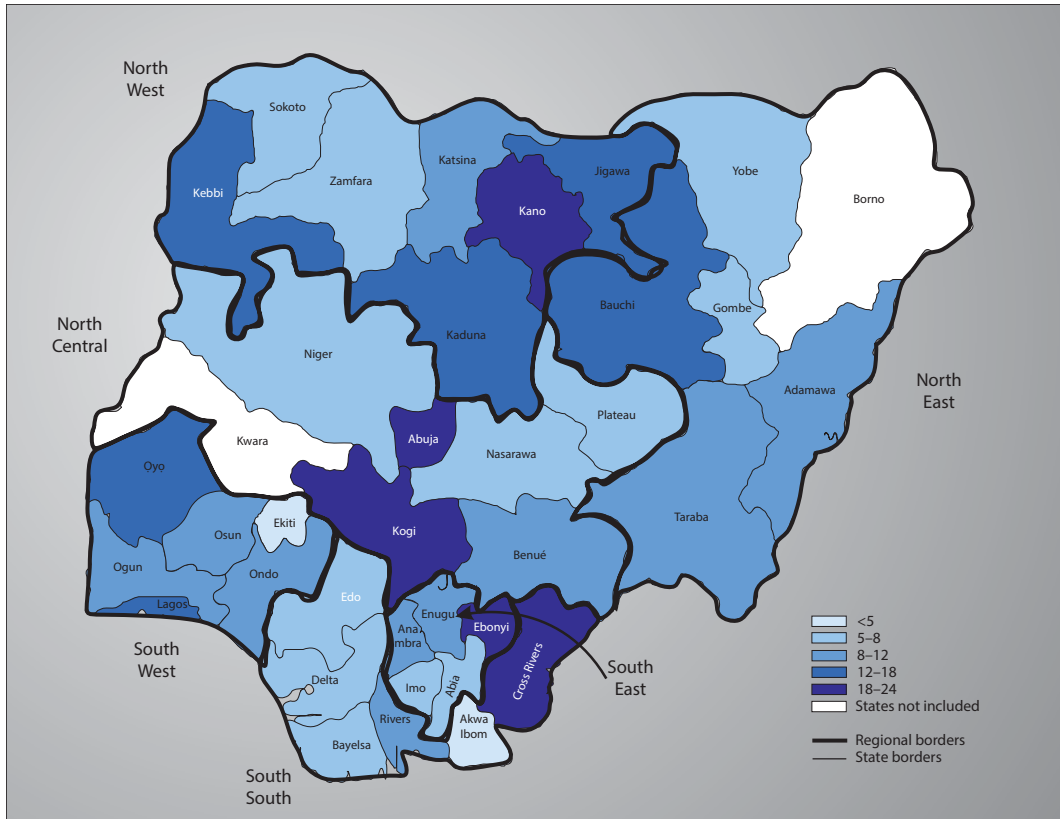 North
West
Sokoto
Katsina
Zamfara
Kebbi
Jigawa
Kano
Yobe
Borno
Bauchi
Gombe
Kaduna
North
Central
Niger
Adamawa
North
East
Plateau
Kwara
Abuja
Nasarawa
Ọyọ
Ekiti
Kogi
Taraba
Osun
Benué
Ogun
Ondo
Lagos
Edo
Enugu
Ana
mbra
Ebonyi
South
West
South
East
Cross Rivers
Delta
Imo
Abia
Rivers
Akwa
Ibom
Bayelsa
South
South
<5
5–8
8–12
12–18
18–24
States not included
Regional borders
State borders